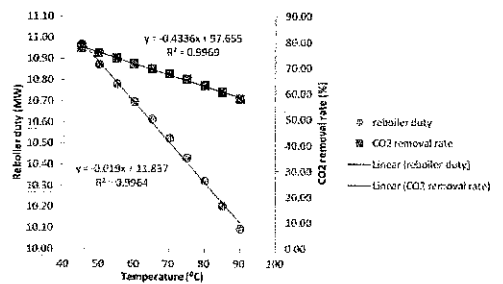 11.10
11.00
10.90
10.80
10.70
10.60
10.50
10.40
10.30
10.20
10.10
10.00
Reboiler duty (MW)
90.00
80.00
70.00
60.00
50.00
40.00
30.00
20.00
10.00
0.00
CO2 removal rate (%)
y = -0.4336x + 97.655
R² = 0.9969
y = -0.019x + 11.837
R² = 0.9964
40 50 60 70 80 90 100
Temperature (⁰C)
reboiler duty
CO2 removal rate
Linear (reboiler duty)
Linear (CO2 removal rate)